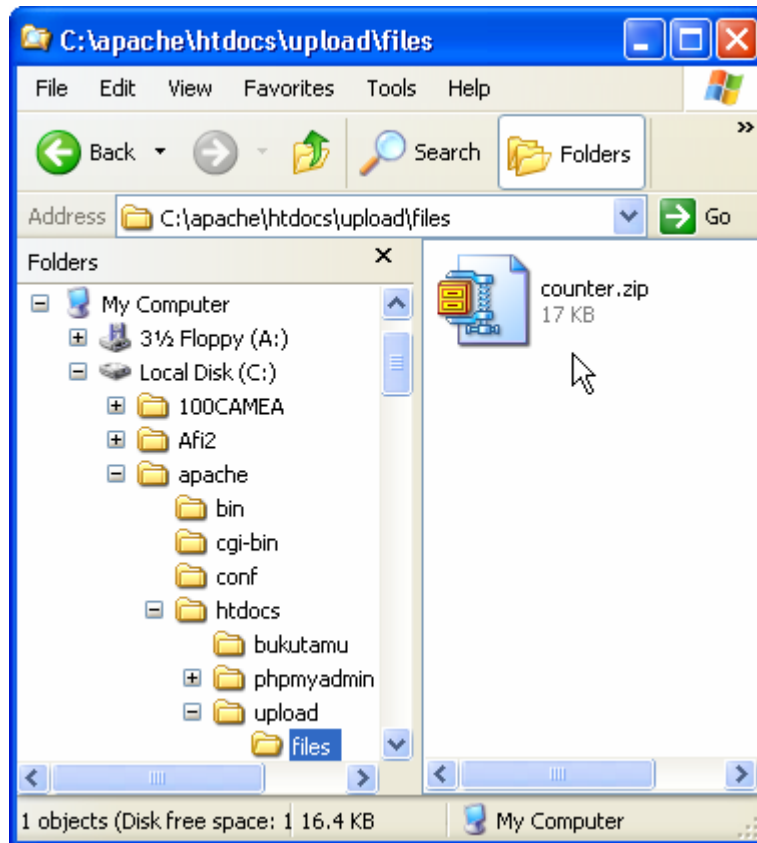 C:\apache\htdocs\upload\files
File Edit View Favorites Tools Help
Back Search Folders »
Address C:\apache\htdocs\upload\files Go
Folders
My Computer
3½ Floppy (A:)
Local Disk (C:)
100CAMEA
Afi2
apache
bin
cgi-bin
conf
htdocs
bukutamu
phpmyadmin
upload
files
counter.zip
17 KB
1 objects (Disk free space: 1 16.4 KB My Computer